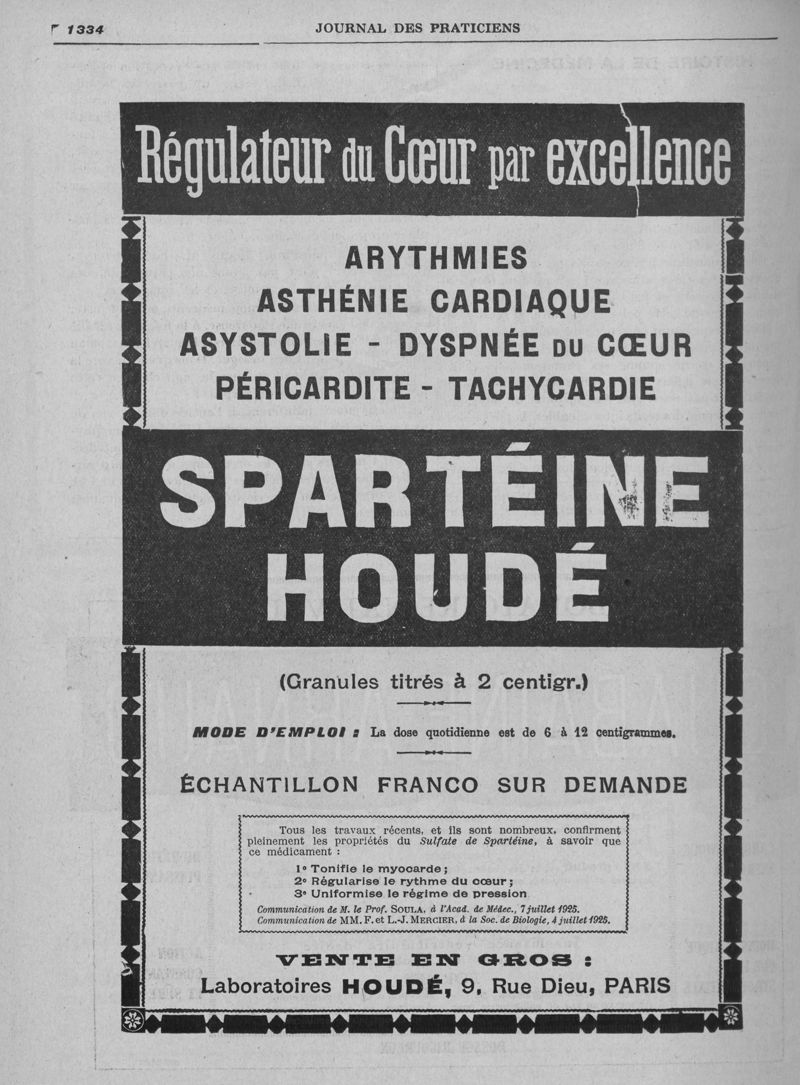 1334
JOURNAL DES PRATICIENS
Régulateur du Cœur par excellence
ARYTHMIES
ASTHÉNIE CARDIAQUE
ASYSTOLIE - DYSPNÉE DU CŒUR
PÉRICARDITE - TACHYCARDIE
SPARTÉINE
HOUDÉ
(Granules titrés à 2 centigr.)
MODE D'EMPLOI : La dose quotidienne est de 6 à 12 centigrammes.
ÉCHANTILLON FRANCO SUR DEMANDE
Tous les travaux récents, et ils sont nombreux, confirment
pleinement les propriétés du Sulfate de Spartéine, à savoir que
ce médicament :
1º Tonifie le myocarde ;
2º Régularise le rythme du cœur ;
3º Uniformise le régime de pression
Communication de M. le Prof. SOULA, à l'Acad. de Médec., 7 juillet 1925.
Communication de MM. F. et L.-J. MERCIER, à la Soc. de Biologie, 4 juillet 1925.
VENTE EN GROS :
Laboratoires HOUDÉ, 9, Rue Dieu, PARIS